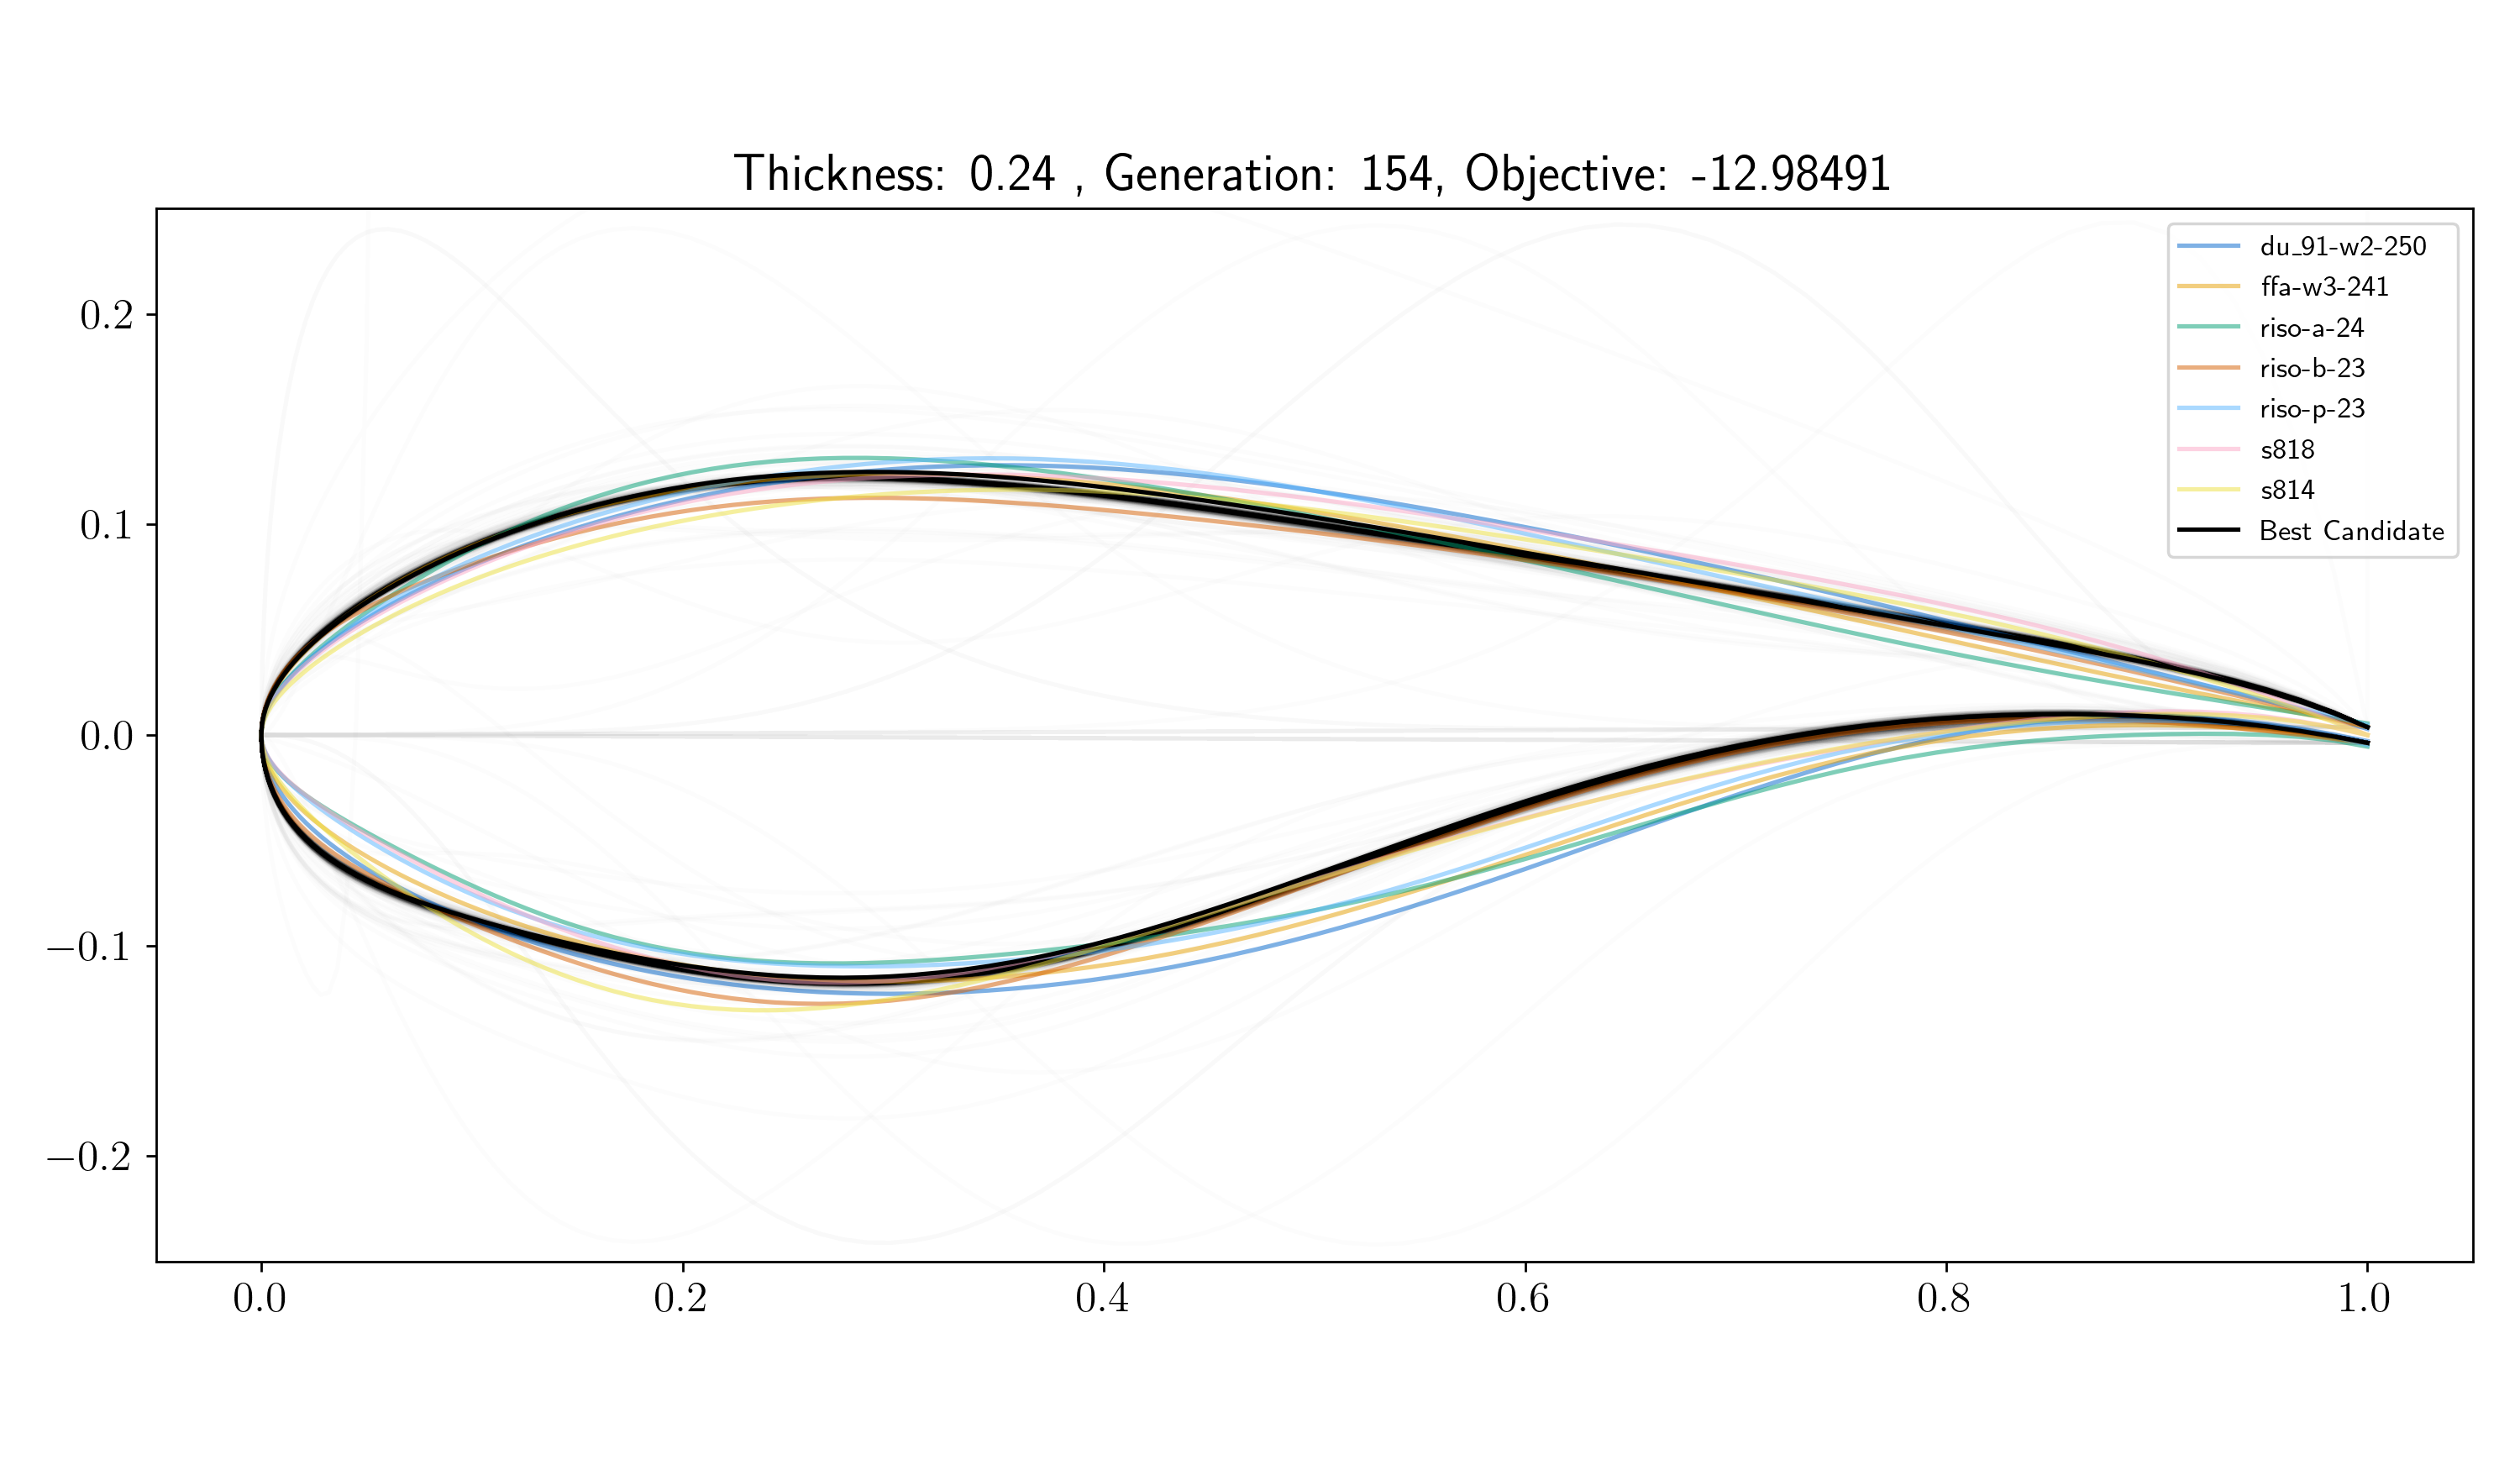 Thickness: 0.24 , Generation: 154, Objective: -12.98491
du_91-w2-250
ffa-w3-241
riso-a-24
riso-b-23
riso-p-23
s818
s814
Best Candidate
0.2
0.1
0.0
−0.1
−0.2
0.0 0.2 0.4 0.6 0.8 1.0